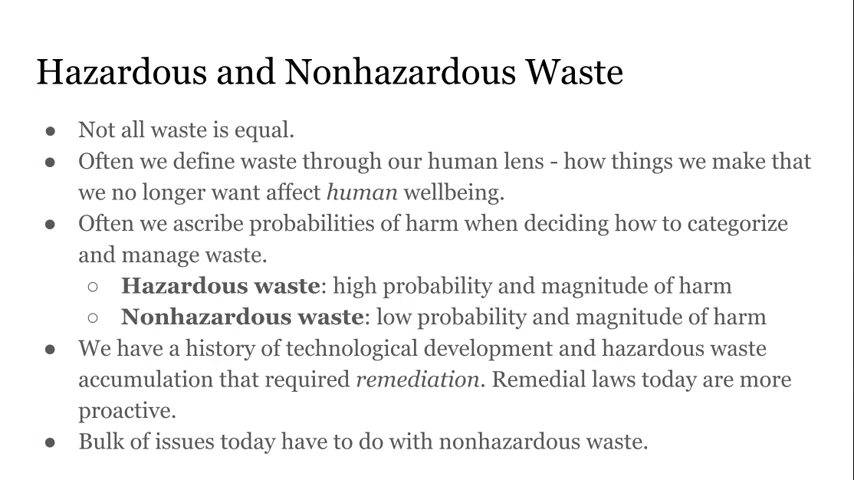 Hazardous and Nonhazardous Waste
● Not all waste is equal.
● Often we define waste through our human lens - how things we make that
we no longer want affect human wellbeing.
● Often we ascribe probabilities of harm when deciding how to categorize
and manage waste.
○ Hazardous waste: high probability and magnitude of harm
○ Nonhazardous waste: low probability and magnitude of harm
● We have a history of technological development and hazardous waste
accumulation that required remediation. Remedial laws today are more
proactive.
● Bulk of issues today have to do with nonhazardous waste.